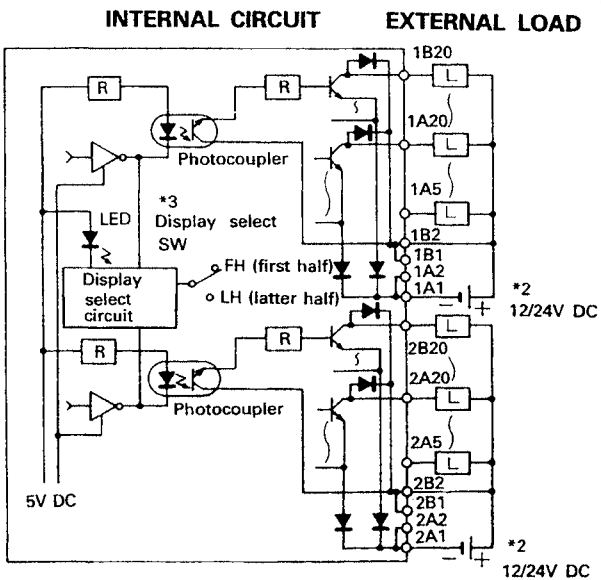 INTERNAL CIRCUIT
EXTERNAL LOAD
1B20
R
R
L
1A20
L
Photocoupler
LED
*3
Display select
SW
1A5
L
1B2
1B1
1A2
1A1
Display
select
circuit
FH (first half)
LH (latter half)
*2
− +
12/24V DC
R
L
2B20
R
2A20
L
Photocoupler
2A5
L
2B2
2B1
2A2
2A1
5V DC
*2
− +
12/24V DC